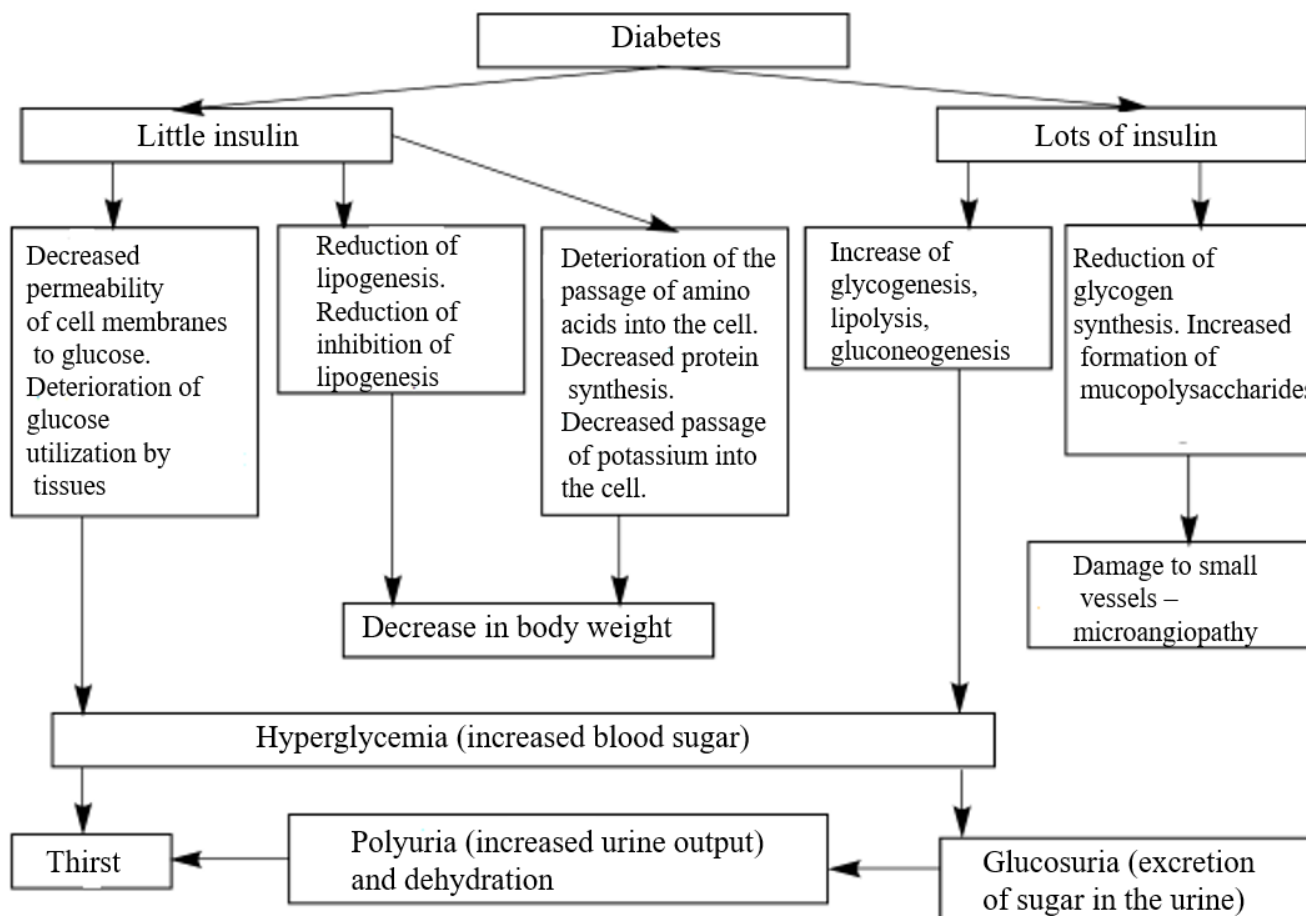 Diabetes
Little insulin
Lots of insulin
Decreased
permeability
of cell membranes
to glucose.
Deterioration of
glucose
utilization by
tissues
Reduction of
lipogenesis.
Reduction of
inhibition of
lipogenesis
Deterioration of the
passage of amino
acids into the cell.
Decreased protein
synthesis.
Decreased passage
of potassium into
the cell.
Increase of
glycogenesis,
lipolysis,
gluconeogenesis
Reduction of
glycogen
synthesis. Increased
formation of
mucopolysaccharides
Damage to small
vessels –
microangiopathy
Decrease in body weight
Hyperglycemia (increased blood sugar)
Thirst
Polyuria (increased urine output)
and dehydration
Glucosuria (excretion
of sugar in the urine)